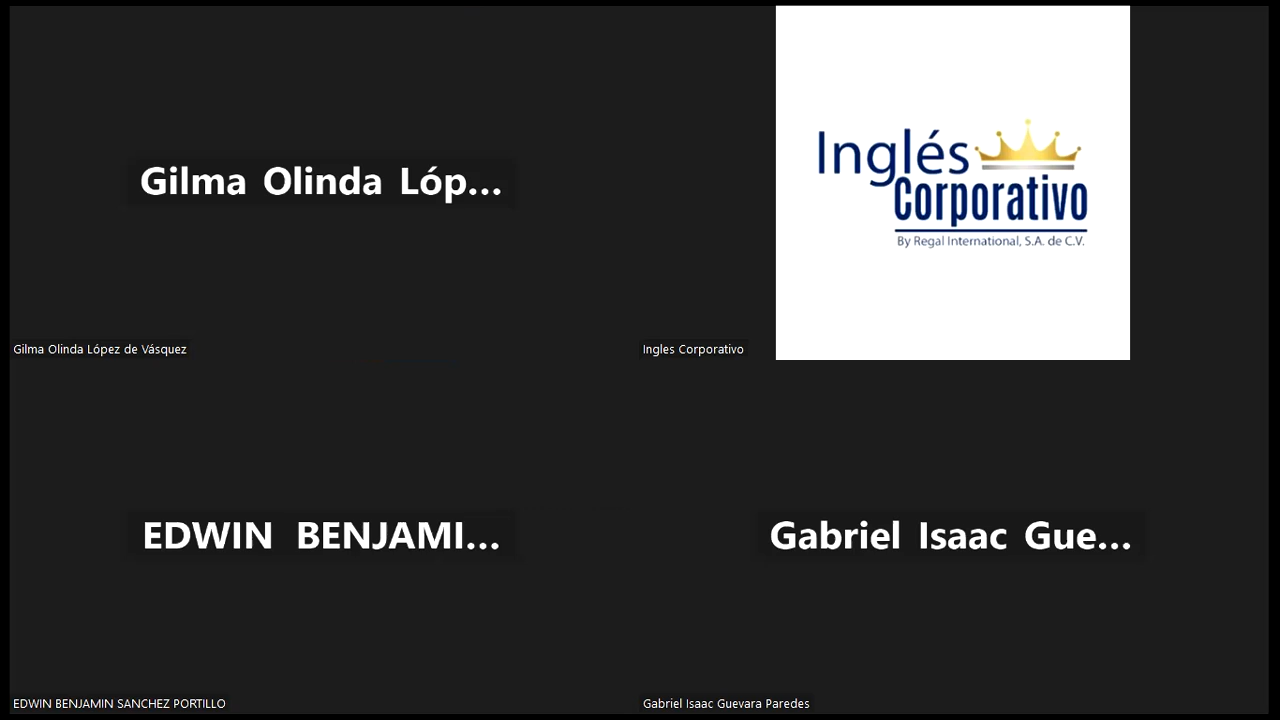 Gilma Olinda Lóp...
Inglés
Corporativo
By Regal International, S.A. de C.V.
Gilma Olinda López de Vásquez
Ingles Corporativo
EDWIN BENJAMI...
Gabriel Isaac Gue...
EDWIN BENJAMIN SANCHEZ PORTILLO
Gabriel Isaac Guevara Paredes